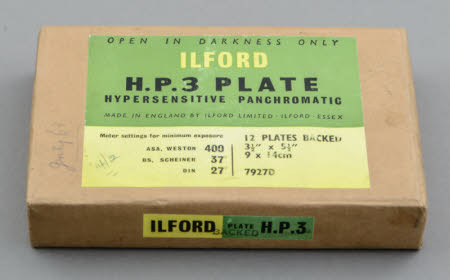 OPEN IN DARKNESS ONLY
ILFORD
H.P.3 PLATE
HYPERSENSITIVE PANCHROMATIC
MADE IN ENGLAND BY ILFORD LIMITED · ILFORD · ESSEX
Meter settings for minimum exposure
ASA, WESTON 400
BS, SCHEINER 37°
DIN 27°
12 PLATES BACKED
3½" x 5½"
9 x 14cm
7927D
ILFORD PLATE H.P.3
BACKED